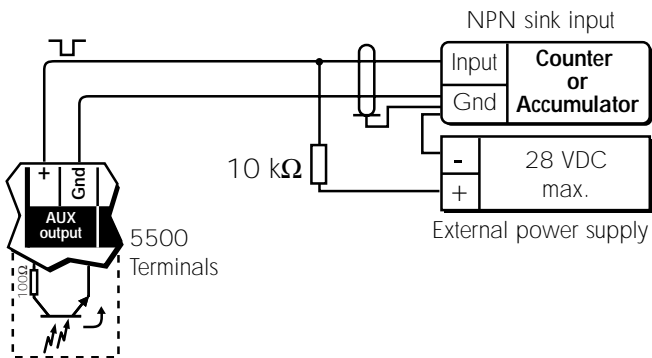 NPN sink input
Input
Counter
or
Accumulator
Gnd
10 kΩ
-
+
28 VDC
max.
External power supply
+
Gnd
AUX
output
5500
Terminals
100Ω